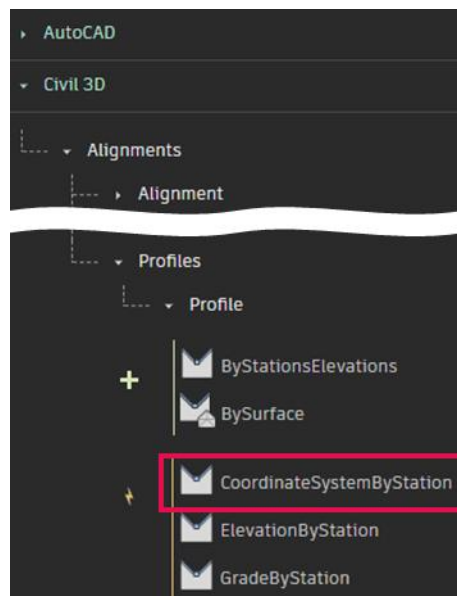 AutoCAD
Civil 3D
Alignments
Alignment
Profiles
Profile
ByStationsElevations
BySurface
CoordinateSystemByStation
ElevationByStation
GradeByStation